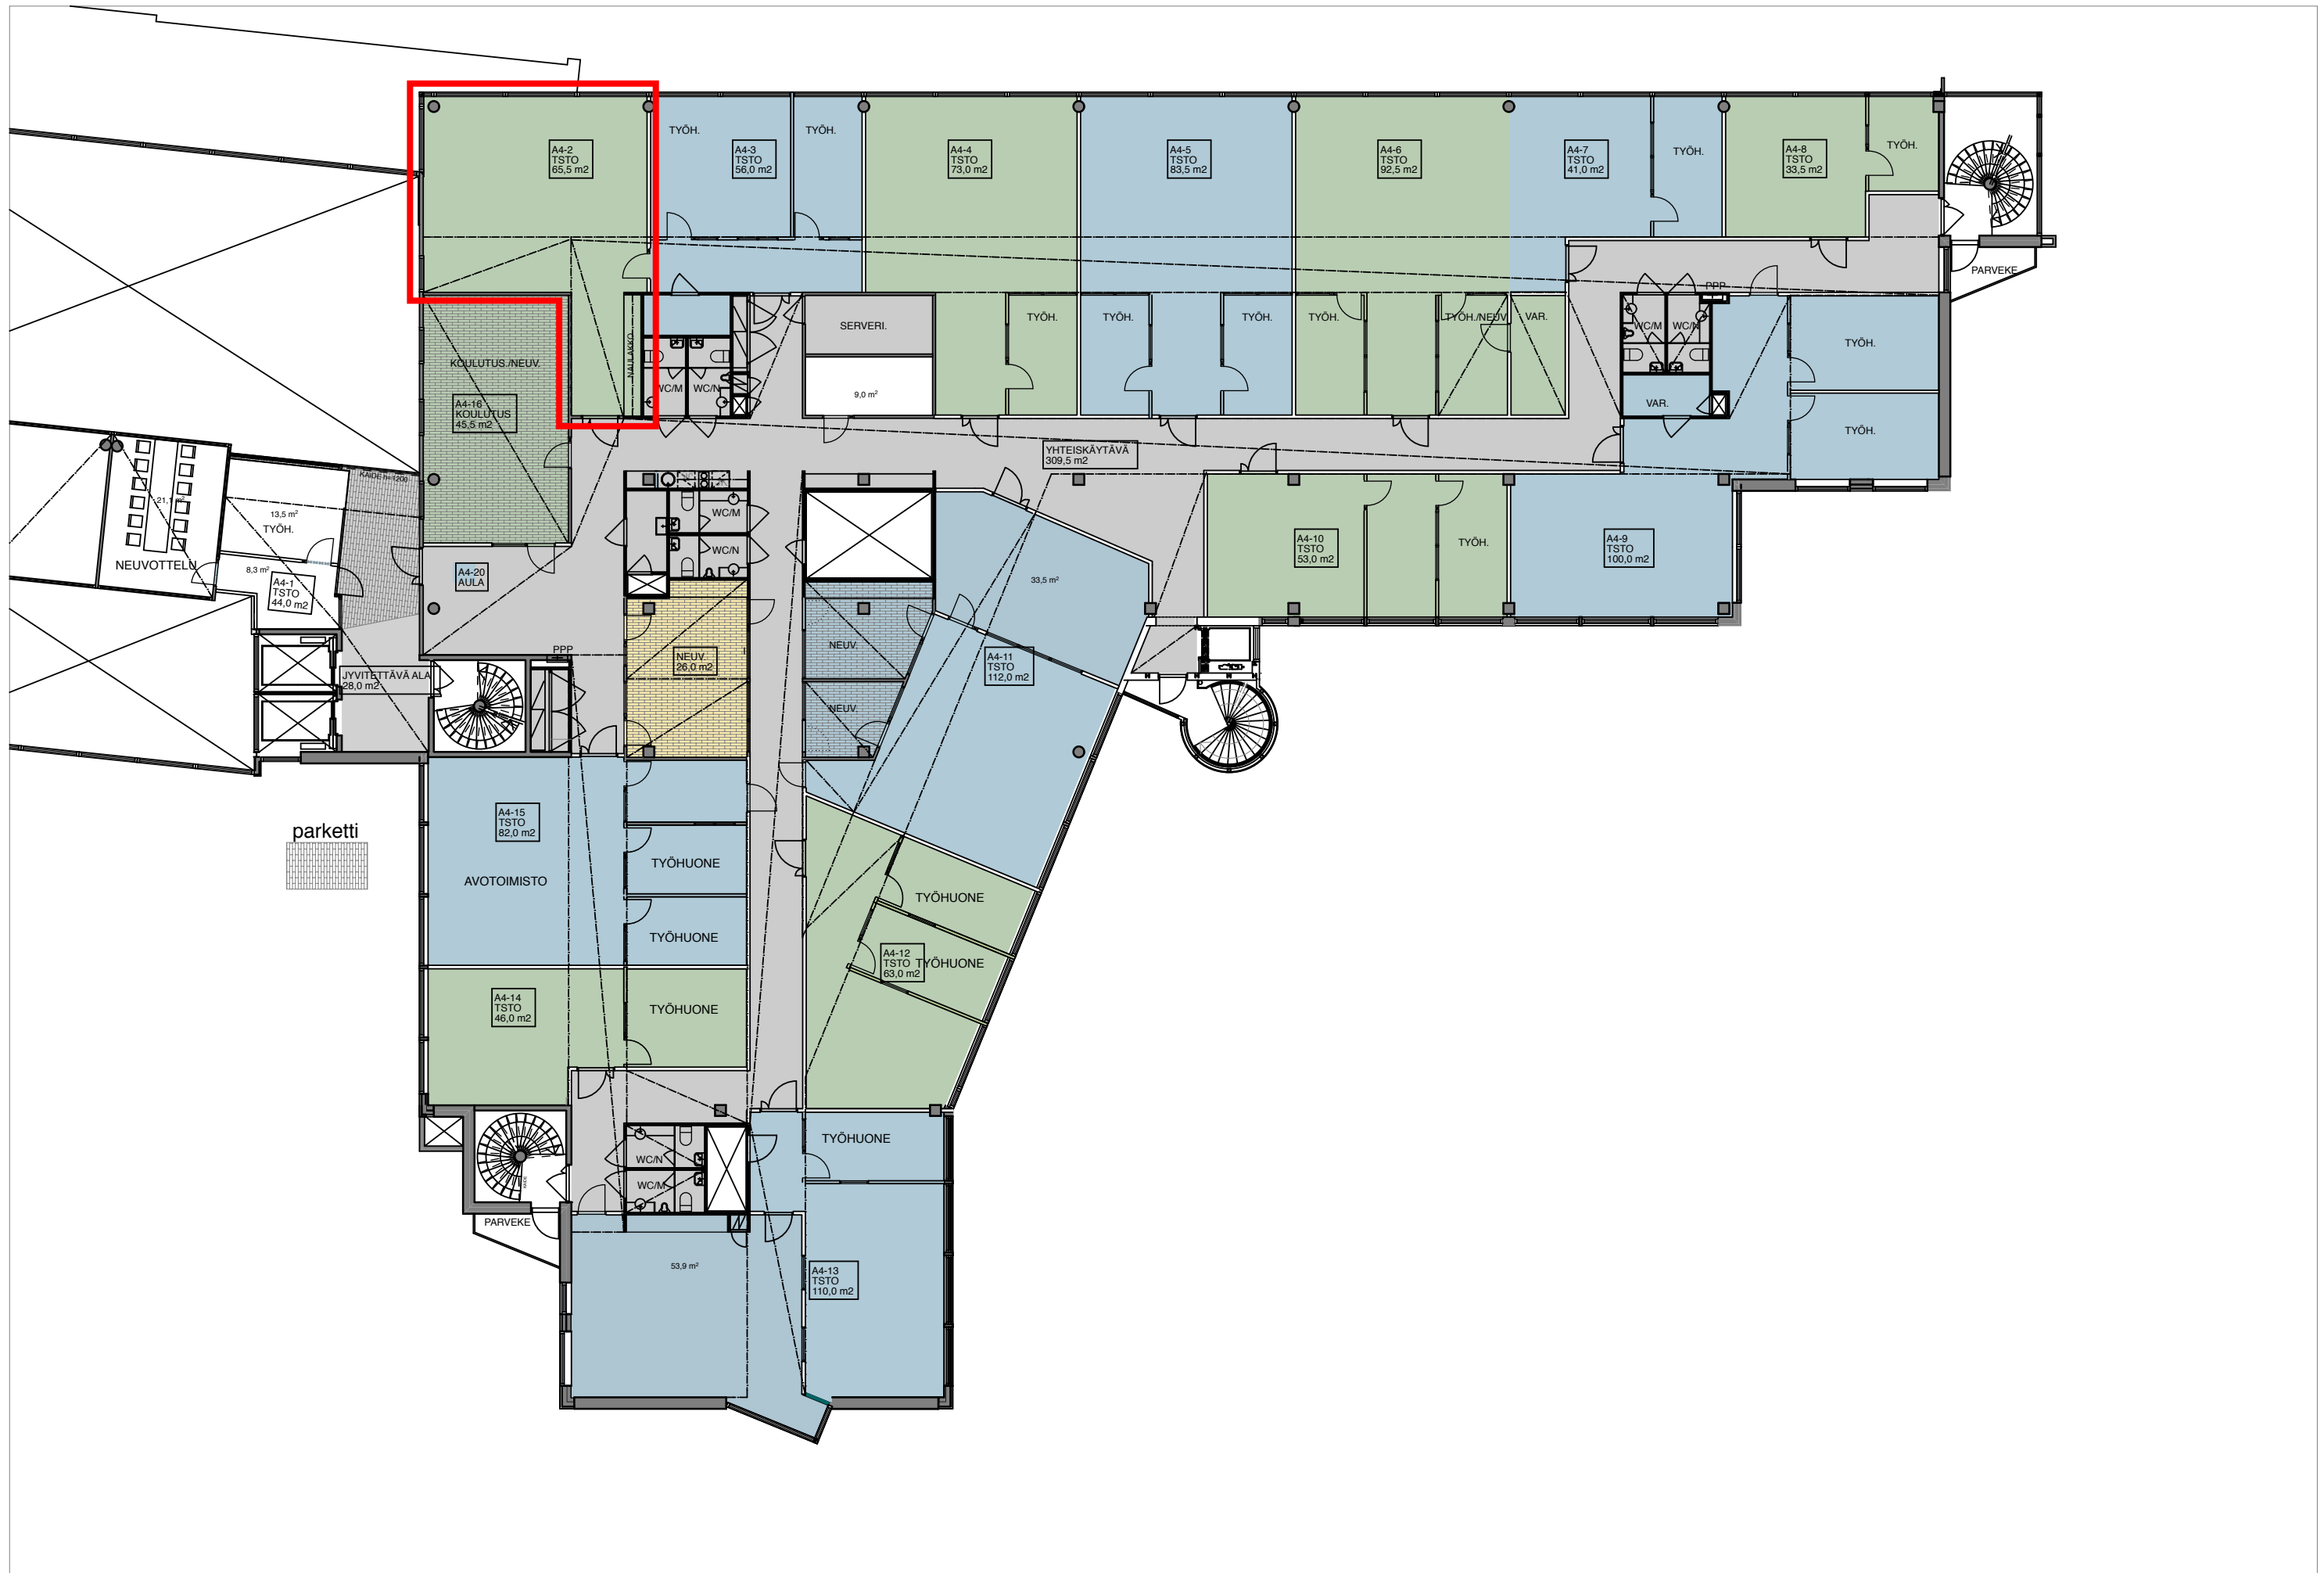 A4-2
TSTO
65,5 m2
TYÖH.
A4-3
TSTO
56,0 m2
TYÖH.
A4-4
TSTO
73,0 m2
A4-5
TSTO
83,5 m2
A4-6
TSTO
92,5 m2
A4-7
TSTO
41,0 m2
TYÖH.
A4-8
TSTO
33,5 m2
TYÖH.
PARVEKE
PPP
NAULAKKO
SERVERI.
9,0 m²
TYÖH.
TYÖH.
TYÖH.
TYÖH.
TYÖH./NEUV.
VAR.
WC/M
WC/N
TYÖH.
KOULUTUS./NEUV.
A4-16
KOULUTUS
45,5 m2
WC/M
WC/N
VAR.
TYÖH.
YHTEISKÄYTÄVÄ
309,5 m2
KAIDE h=1200
21,1 m²
13,5 m²
TYÖH.
NEUVOTTELU
8,3 m²
A4-1
TSTO
44,0 m2
A4-20
AULA
WC/M
WC/N
A4-10
TSTO
53,0 m2
TYÖH.
A4-9
TSTO
100,0 m2
33,5 m²
PPP
NEUV.
26,0 m2
NEUV.
NEUV.
A4-11
TSTO
112,0 m2
JYVITETTÄVÄ ALA
28,0 m2
parketti
A4-15
TSTO
82,0 m2
AVOTOIMISTO
TYÖHUONE
TYÖHUONE
TYÖHUONE
A4-12
TSTO
63,0 m2
TYÖHUONE
A4-14
TSTO
46,0 m2
TYÖHUONE
TYÖHUONE
WC/N
WC/M
PARVEKE
53,9 m²
A4-13
TSTO
110,0 m2